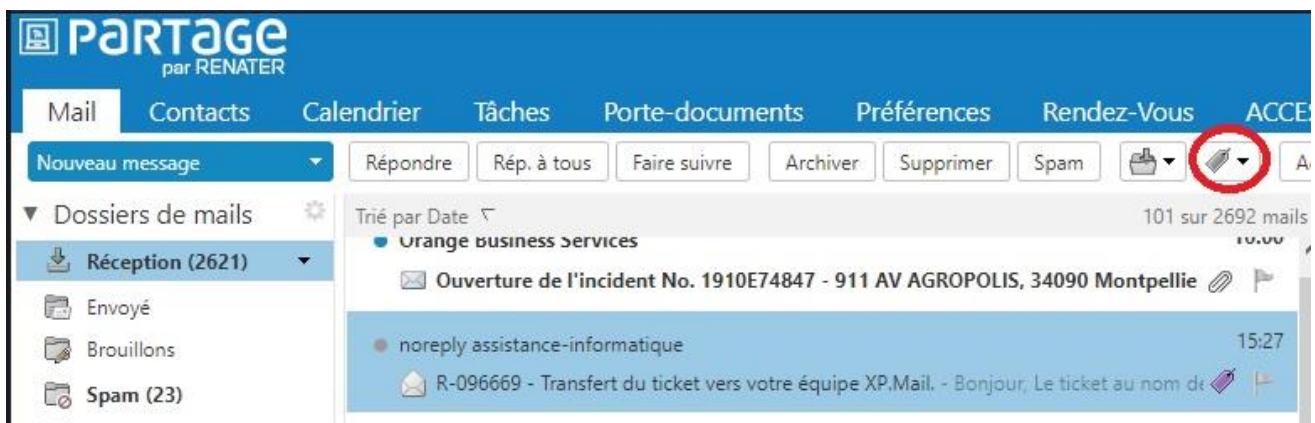 PaRTaGe
par RENATER
Mail Contacts Calendrier Tâches Porte-documents Préférences Rendez-Vous ACCES
Nouveau message Répondre Rép. à tous Faire suivre Archiver Supprimer Spam A
Dossiers de mails Trié par Date 101 sur 2692 mails
Réception (2621) Orange Business Services
Ouverture de l'incident No. 1910E74847 - 911 AV AGROPOLIS, 34090 Montpellie
Envoyé
Brouillons noreply assistance-informatique 15:27
Spam (23) R-096669 - Transfert du ticket vers votre équipe XP.Mail. - Bonjour, Le ticket au nom de